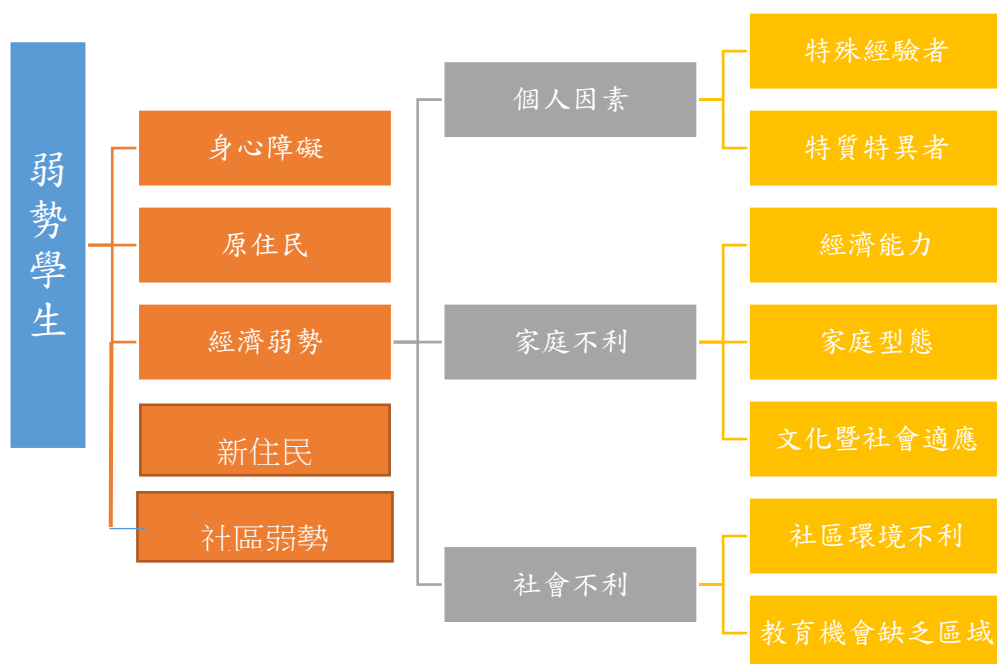 弱勢學生
身心障礙
原住民
經濟弱勢
新住民
社區弱勢
個人因素
家庭不利
社會不利
特殊經驗者
特質特異者
經濟能力
家庭型態
文化暨社會適應
社區環境不利
教育機會缺乏區域